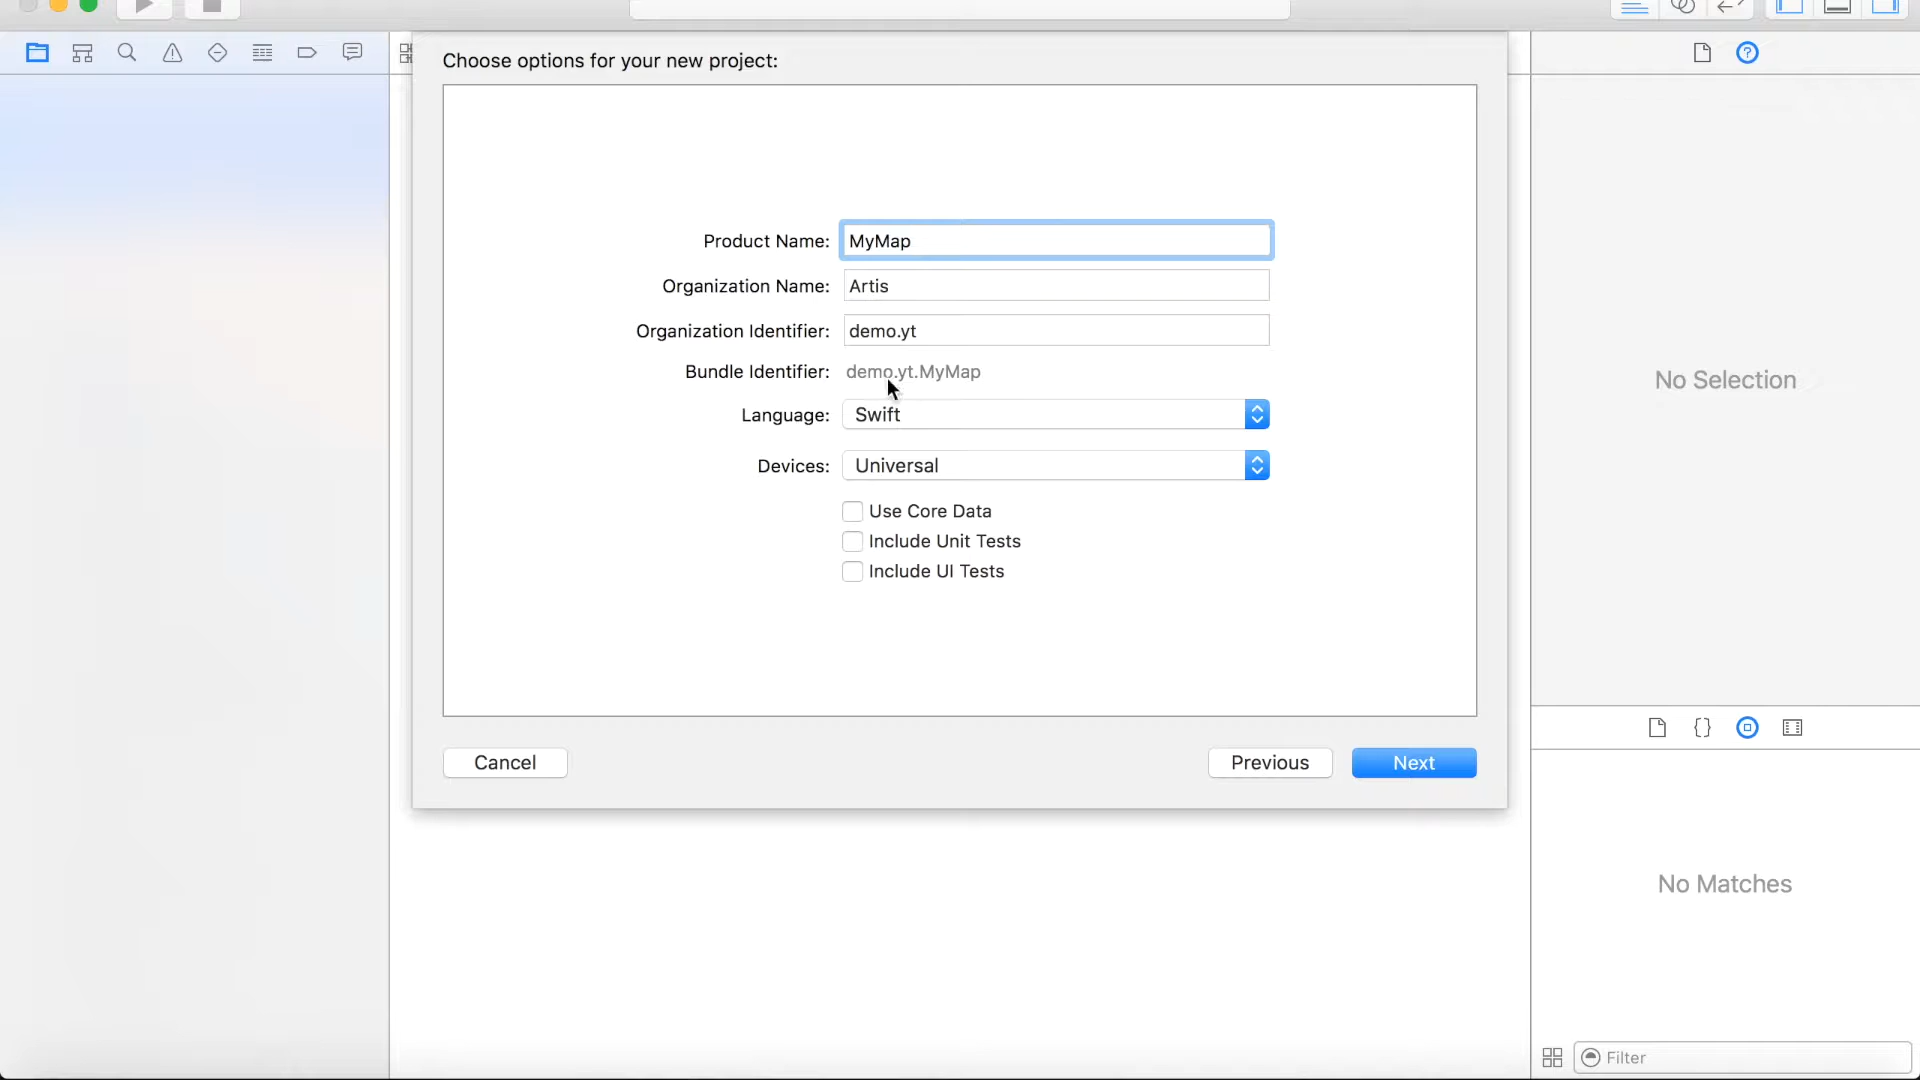 Choose options for your new project:
Product Name: MyMap
Organization Name: Artis
Organization Identifier: demo.yt
Bundle Identifier: demo.yt.MyMap
Language: Swift
Devices: Universal
Use Core Data
Include Unit Tests
Include UI Tests
Cancel
Previous
Next
No Selection
No Matches
Filter